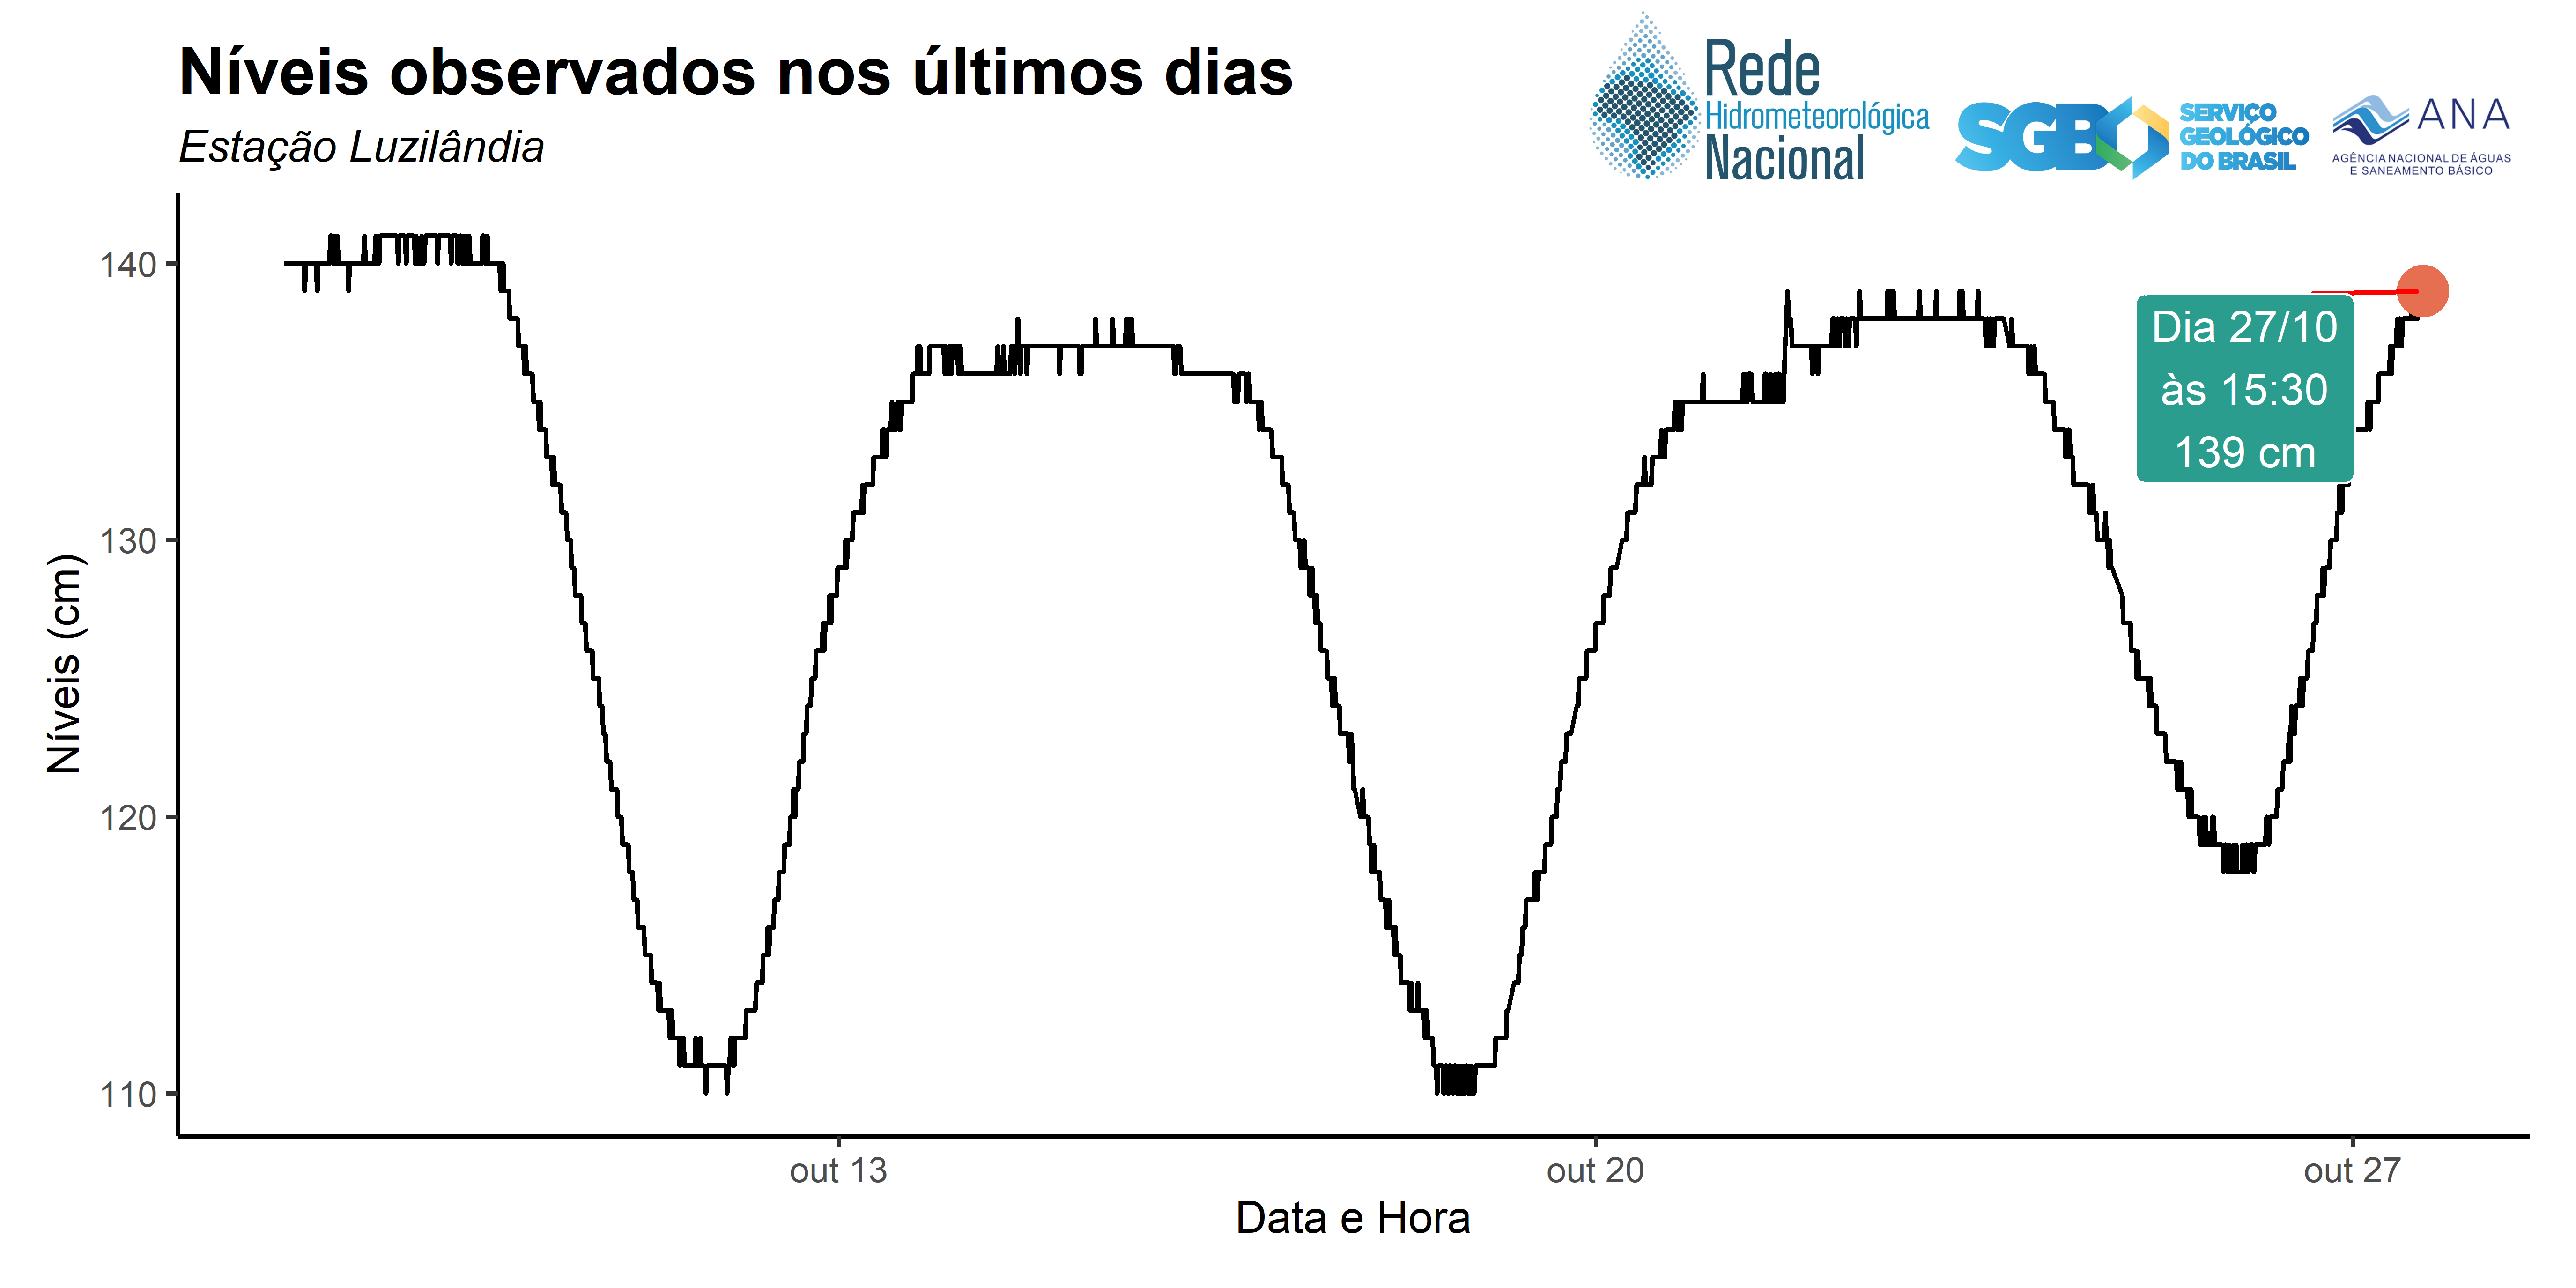 Níveis observados nos últimos dias
Estação Luzilândia
Rede
Hidrometeorológica
Nacional
SGB
SERVIÇO
GEOLÓGICO
DO BRASIL
ANA
AGÊNCIA NACIONAL DE ÁGUAS
E SANEAMENTO BÁSICO
Níveis (cm)
140
130
120
110
Dia 27/10
às 15:30
139 cm
out 13
out 20
out 27
Data e Hora